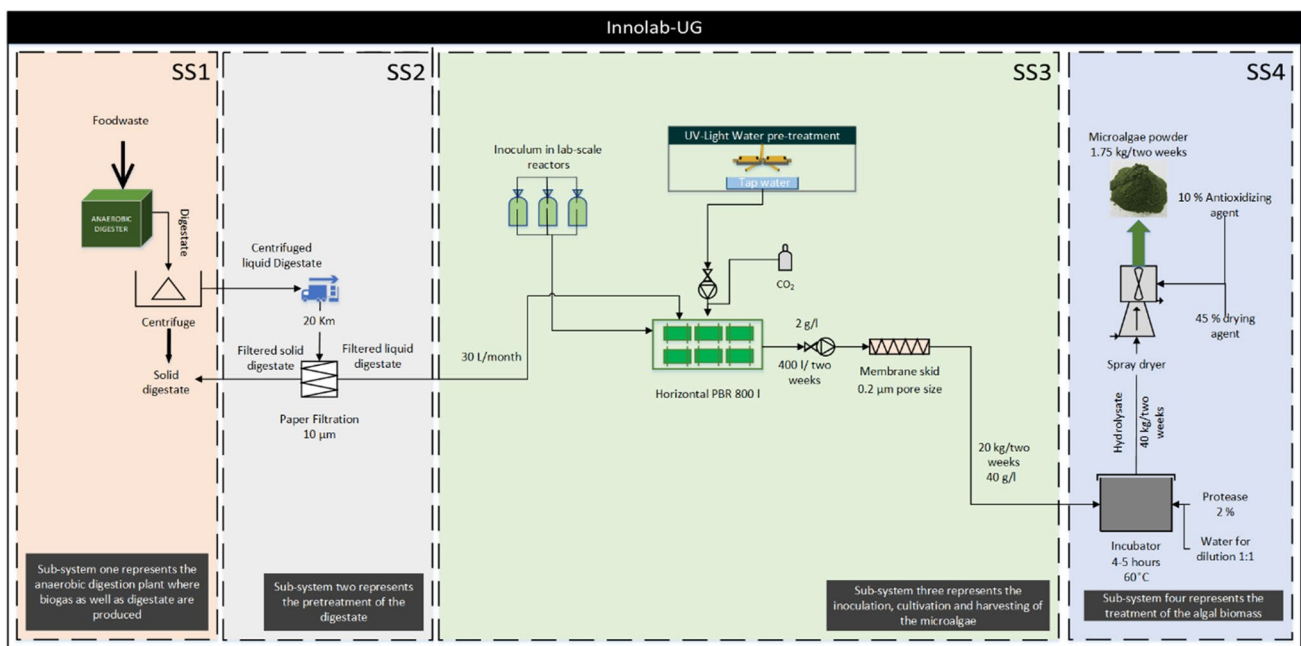 Innolab-UG
SS1
Foodwaste
ANAEROBIC
DIGESTER
Digestate
Centrifuge
Solid
digestate
Sub-system one represents the
anaerobic digestion plant where
biogas as well as digestate are
produced
SS2
Centrifuged
liquid Digestate
20 Km
Filtered solid
digestate
Filtered liquid
digestate
Paper Filtration
10 µm
Sub-system two represents
the pretreatment of the
digestate
SS3
Inoculum in lab-scale
reactors
UV-Light Water pre-treatment
Tap water
CO₂
30 L/month
Horizontal PBR 800 l
2 g/l
400 l/ two
weeks
Membrane skid
0.2 µm pore size
20 kg/two
weeks
40 g/l
Sub-system three represents the
inoculation, cultivation and harvesting of
the microalgae
SS4
Microalgae powder
1.75 kg/two weeks
10 % Antioxidizing
agent
45 % drying
agent
Spray dryer
Hydrolysate
40 kg/two
weeks
Protease
2 %
Water for
dilution 1:1
Incubator
4-5 hours
60˚C
Sub-system four represents the
treatment of the algal biomass